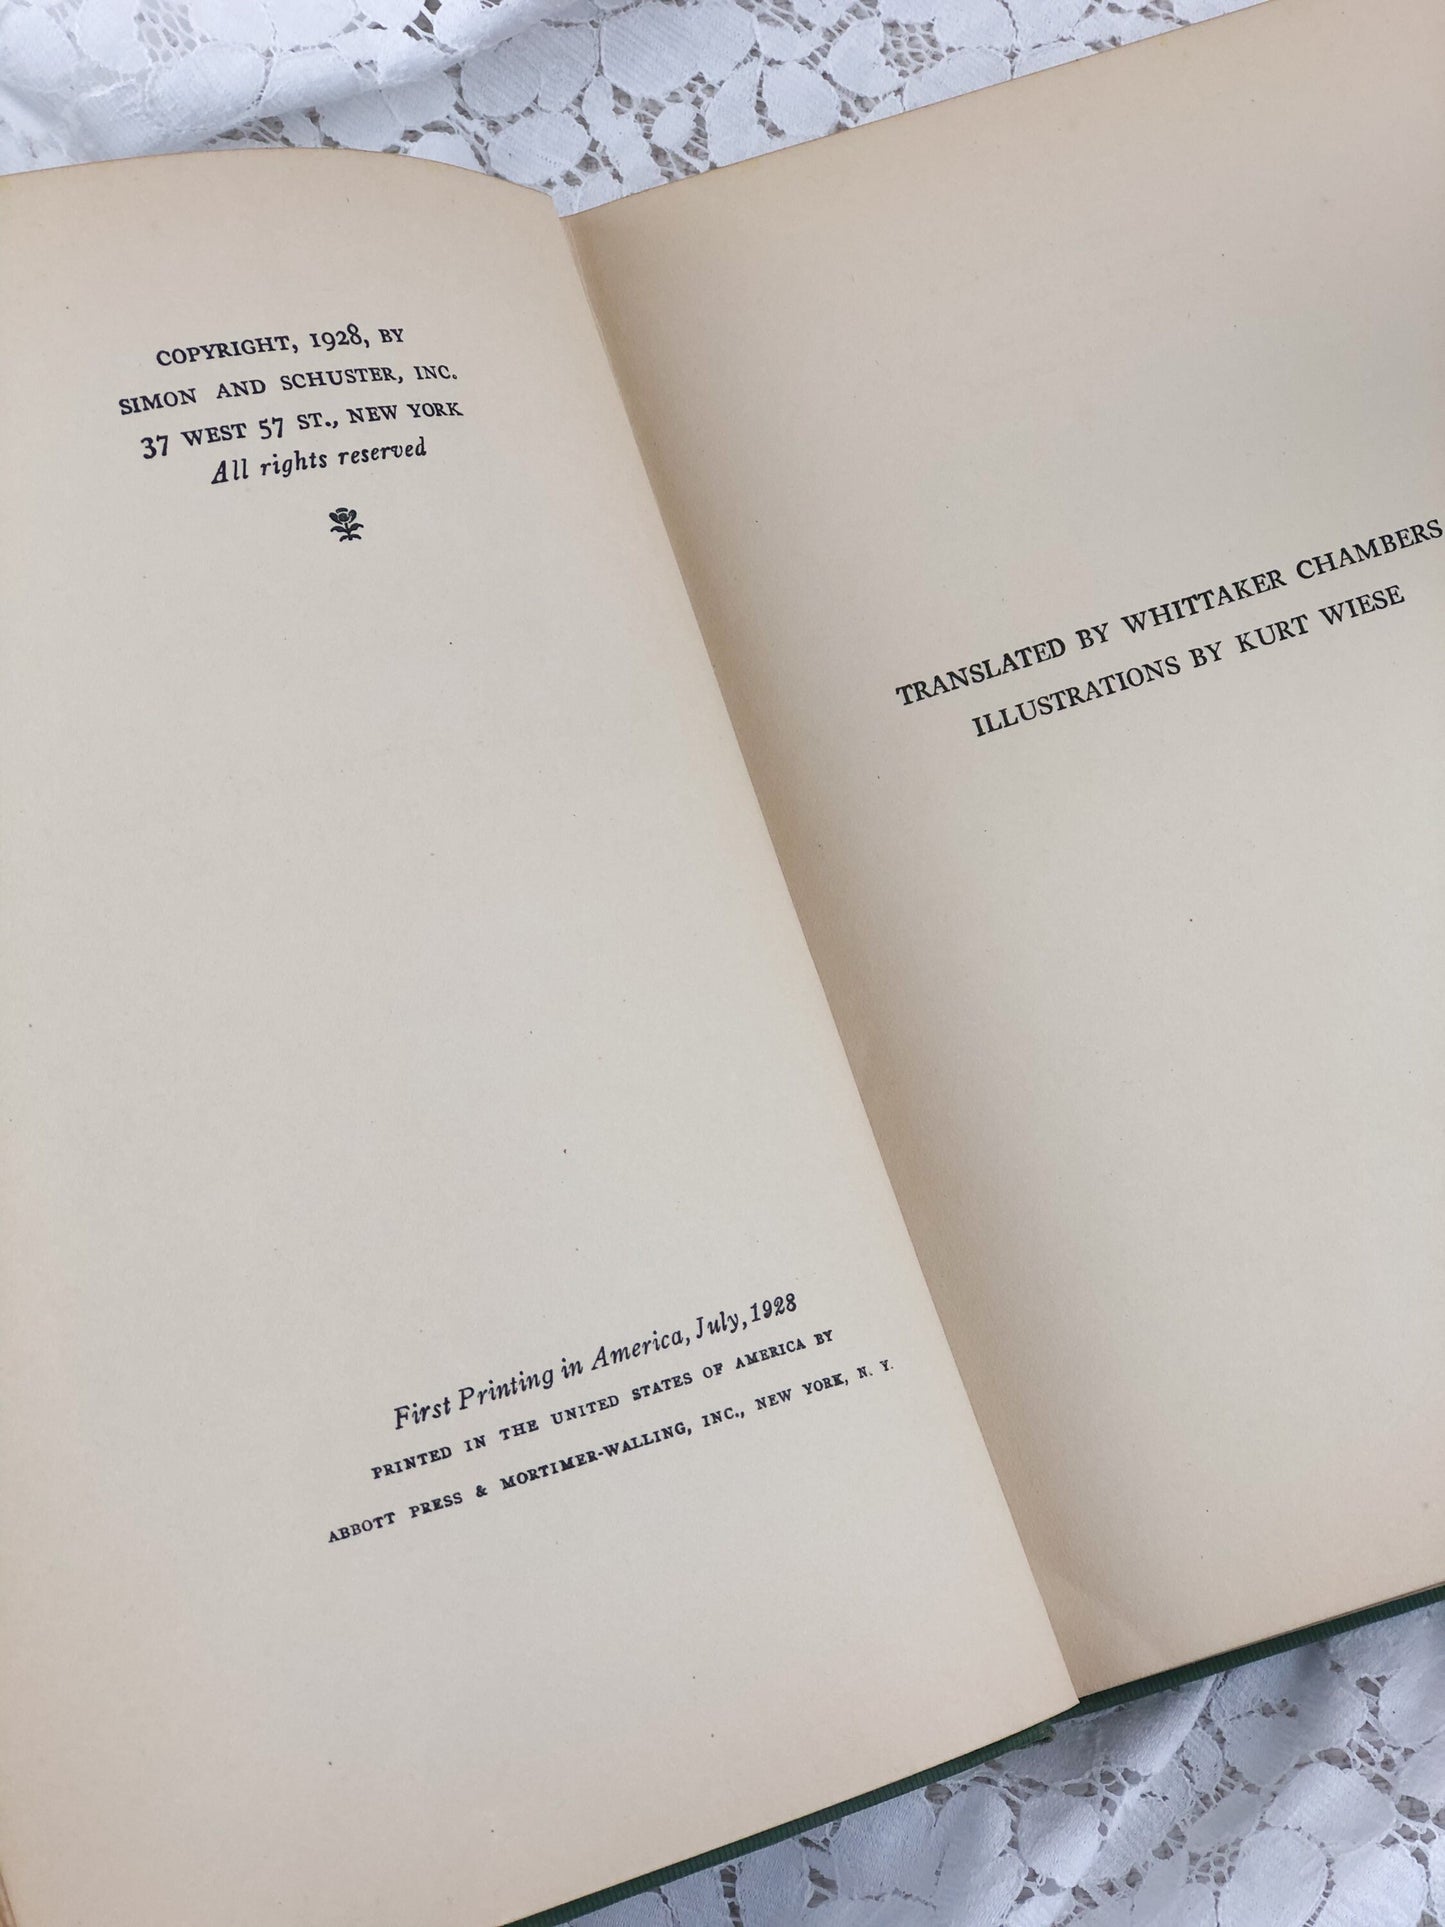 COPYRIGHT, 1928, BY
SIMON AND SCHUSTER, INC.
37 WEST 57 ST., NEW YORK
All rights reserved
First Printing in America, July, 1928
PRINTED IN THE UNITED STATES OF AMERICA BY
ABBOTT PRESS & MORTIMER-WALLING, INC., NEW YORK, N. Y.
TRANSLATED BY WHITTAKER CHAMBERS
ILLUSTRATIONS BY KURT WIESE